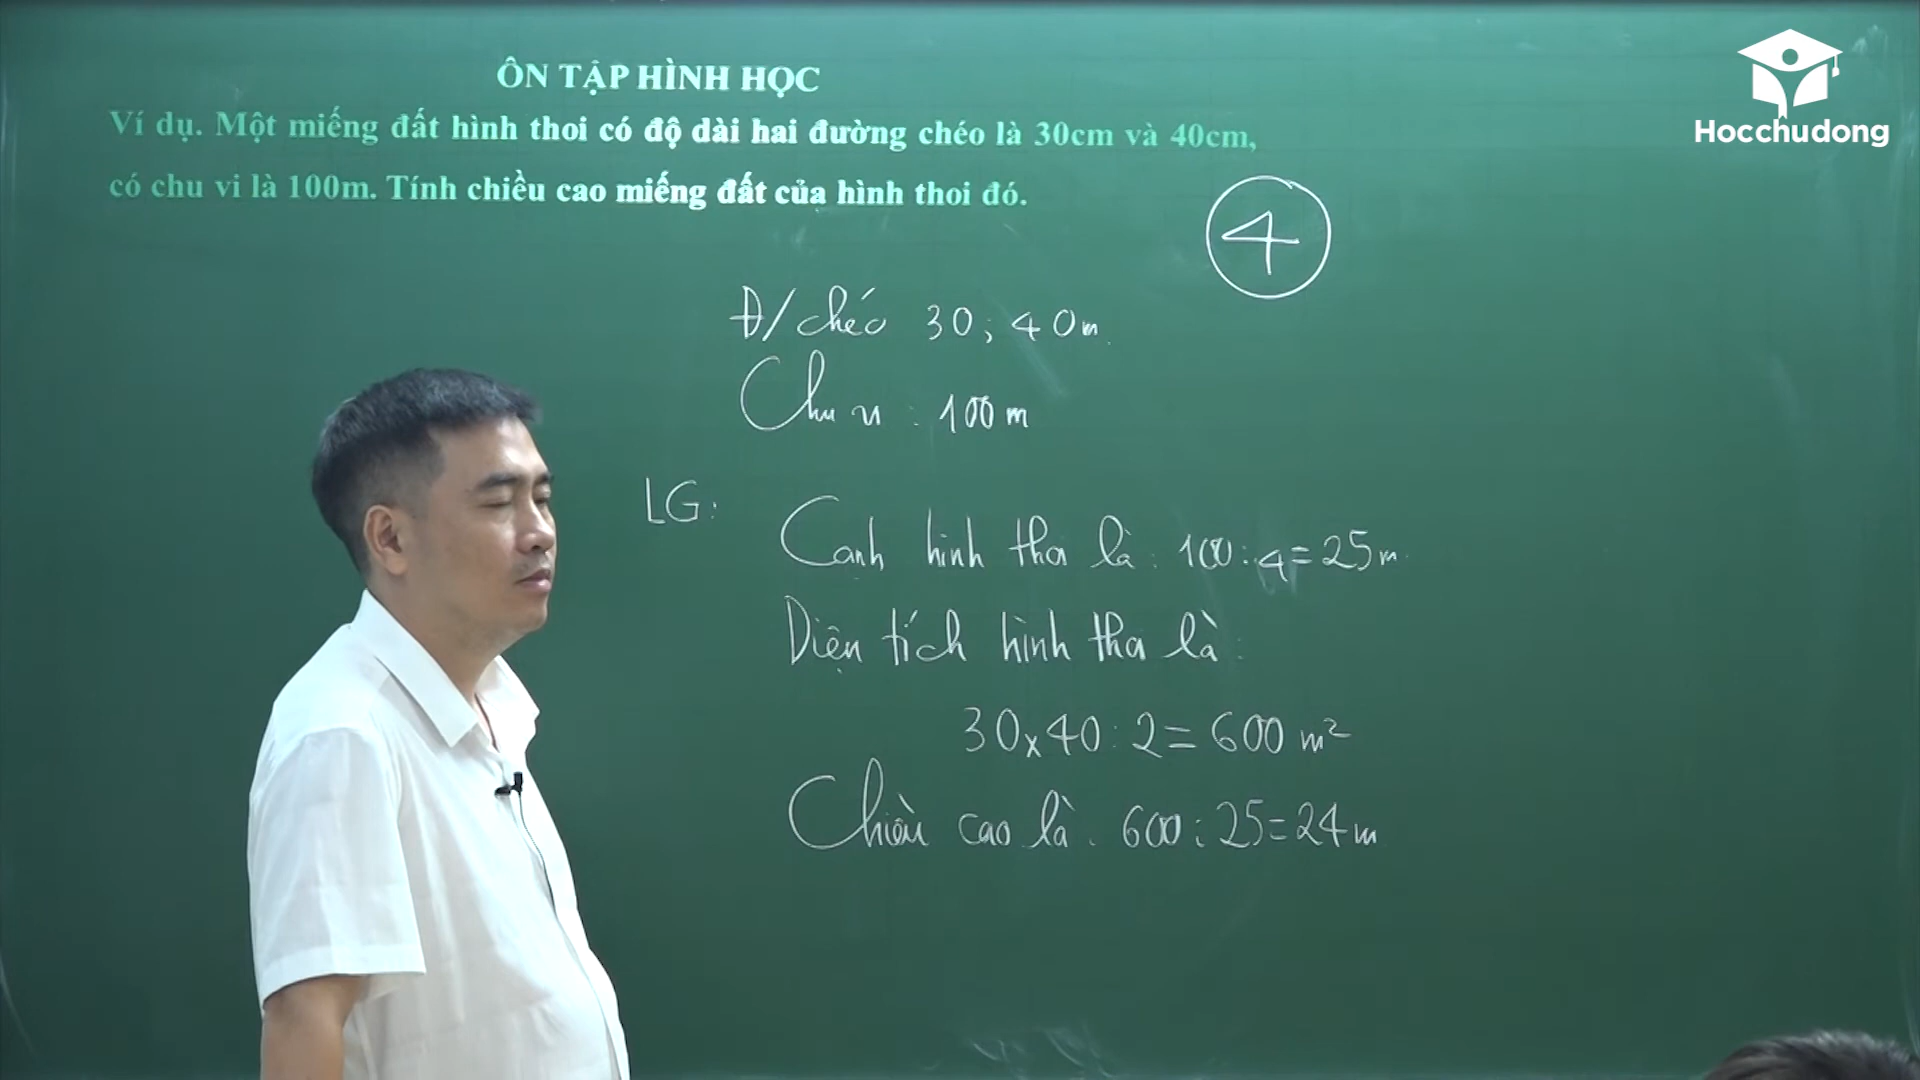 ÔN TẬP HÌNH HỌC
Hocchudong
Ví dụ. Một miếng đất hình thoi có độ dài hai đường chéo là 30cm và 40cm,
có chu vi là 100m. Tính chiều cao miếng đất của hình thoi đó.
4
Đ/chéo 30; 40m.
Chu vi : 100m
LG:
Cạnh hình thoi là : 100 : 4 = 25m.
Diện tích hình thoi là :
30 x 40 : 2 = 600 m²
Chiều cao là : 600 : 25 = 24m